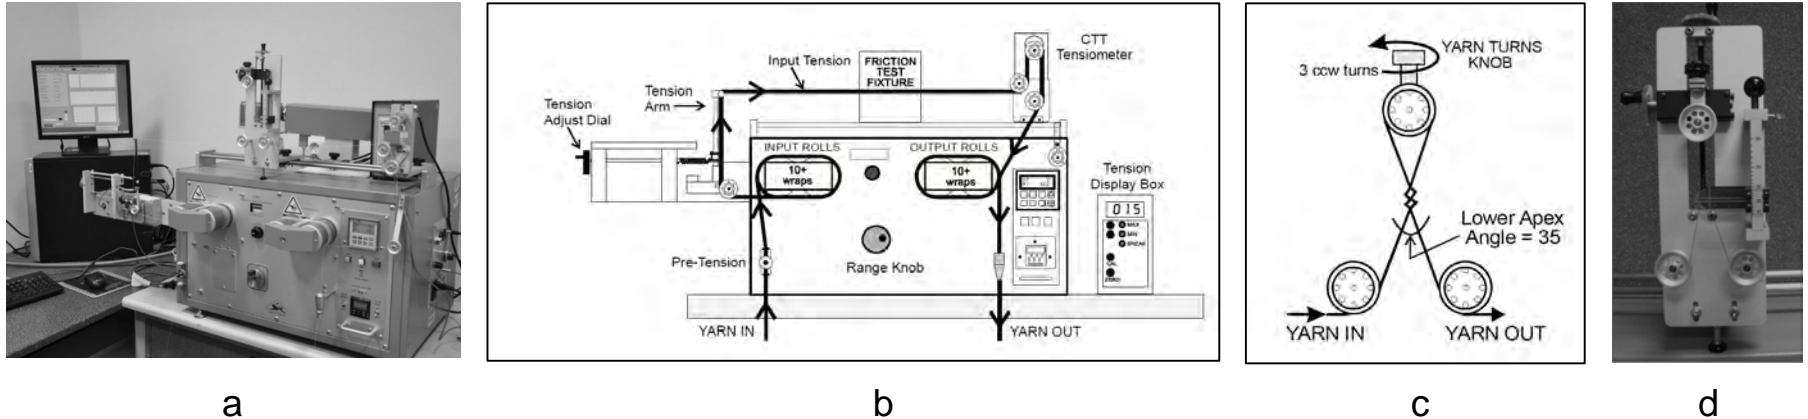 CTT
Tensiometer
Input Tension
FRICTION
TEST
FIXTURE
Tension
Arm
Tension
Adjust Dial
INPUT ROLLS
OUTPUT ROLLS
10+
wraps
10+
wraps
Tension
Display Box
015
MAX
MIN
BREAK
CAL
ZERO
Pre-Tension
Range Knob
YARN IN
YARN OUT
YARN TURNS
KNOB
3 ccw turns
Lower Apex
Angle = 35
YARN IN
YARN OUT
a
b
c
d